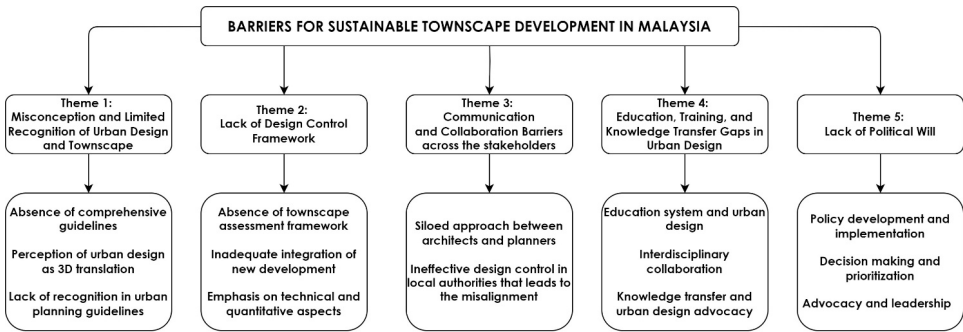 BARRIERS FOR SUSTAINABLE TOWNSCAPE DEVELOPMENT IN MALAYSIA
Theme 1:
Misconception and Limited
Recognition of Urban Design
and Townscape
Theme 2:
Lack of Design Control
Framework
Theme 3:
Communication
and Collaboration Barriers
across the stakeholders
Theme 4:
Education, Training, and
Knowledge Transfer Gaps in
Urban Design
Theme 5:
Lack of Political Will
Absence of comprehensive
guidelines
Perception of urban design
as 3D translation
Lack of recognition in urban
planning guidelines
Absence of townscape
assessment framework
Inadequate integration of
new development
Emphasis on technical and
quantitative aspects
Siloed approach between
architects and planners
Ineffective design control in
local authorities that leads to
the misalignment
Education system and urban
design
Interdisciplinary
collaboration
Knowledge transfer and
urban design advocacy
Policy development and
implementation
Decision making and
prioritization
Advocacy and leadership